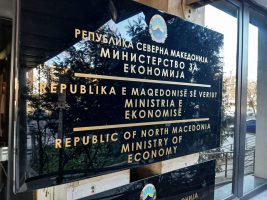 РЕПУБЛИКА СЕВЕРНА МАКЕДОНИЈА
МИНИСТЕРСТВО ЗА
ЕКОНОМИЈА
REPUBLIKA E MAQEDONISË SË VERIUT
MINISTRIA E
EKONOMISË
REPUBLIC OF NORTH MACEDONIA
MINISTRY OF
ECONOMY